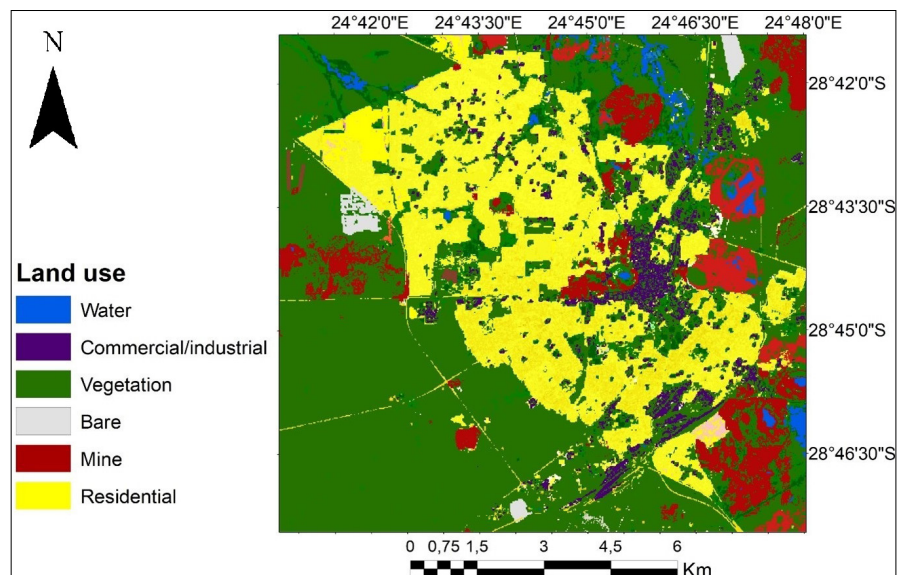 24°42'0"E 24°43'30"E 24°45'0"E 24°46'30"E 24°48'0"E
N
28°42'0"S
28°43'30"S
28°45'0"S
28°46'30"S
Land use
Water
Commercial/industrial
Vegetation
Bare
Mine
Residential
0 0,75 1,5 3 4,5 6
Km